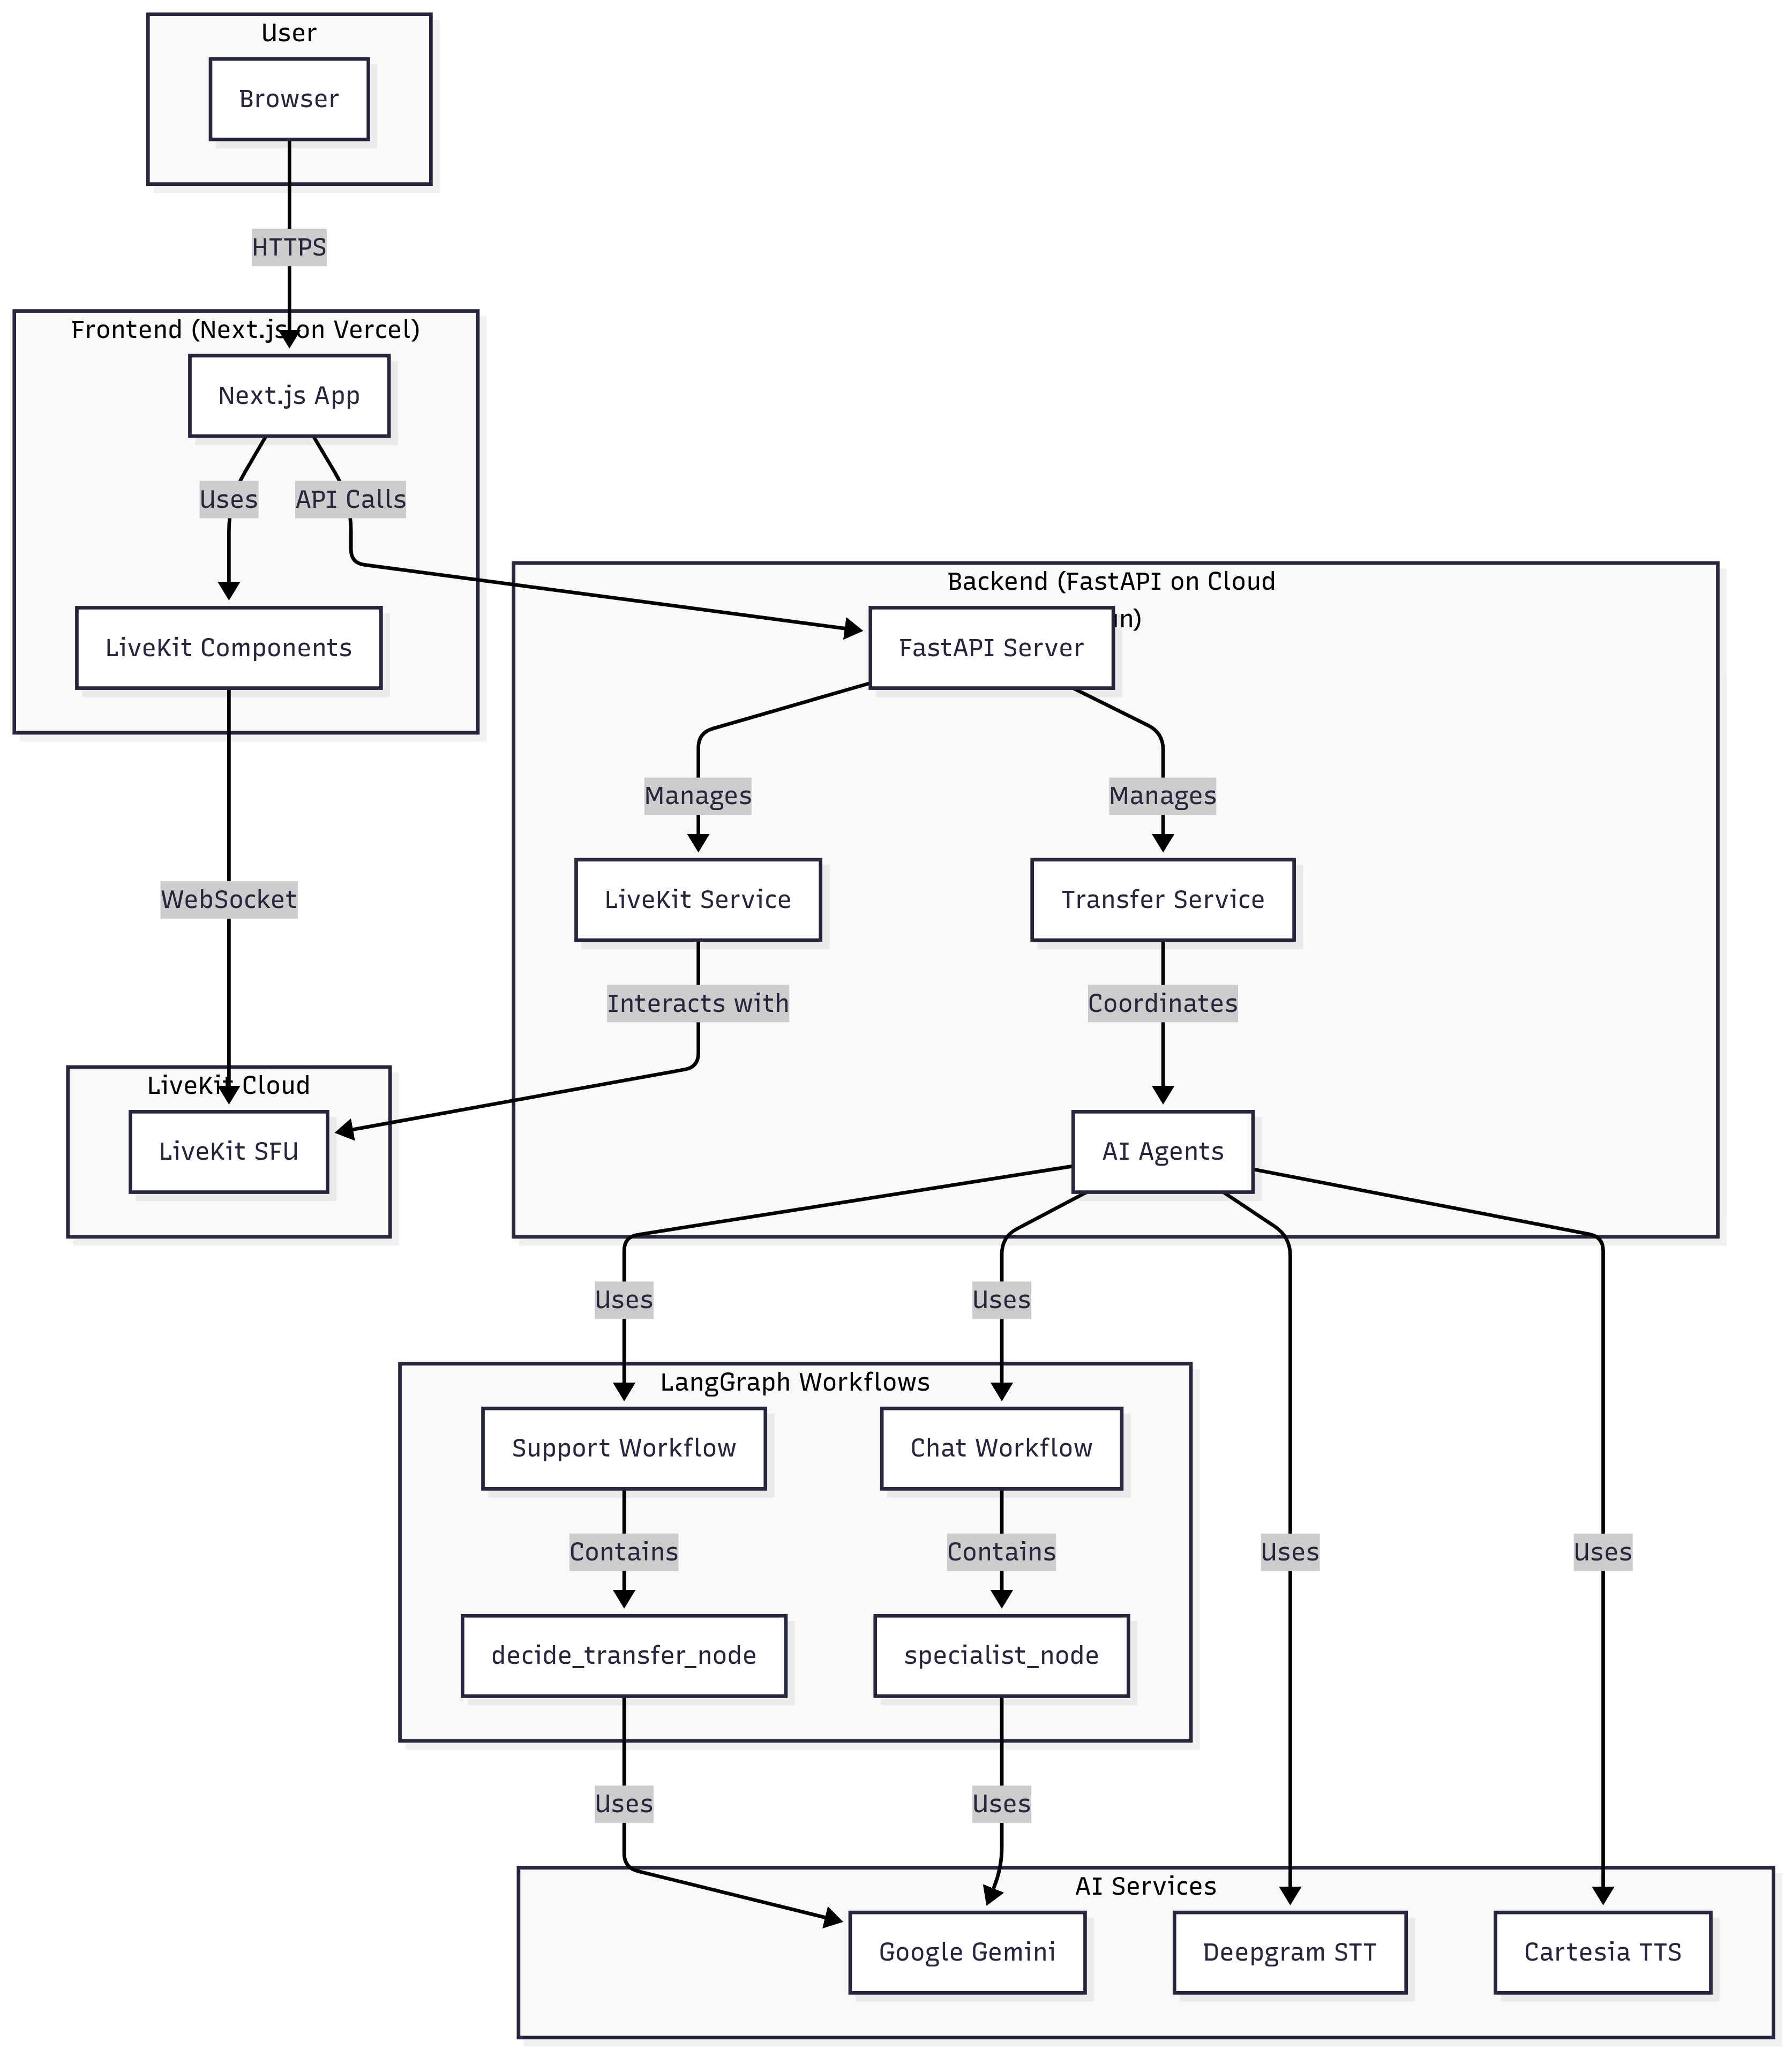 User
Browser
HTTPS
Frontend (Next.js on Vercel)
Next.js App
Uses
API Calls
LiveKit Components
WebSocket
LiveKit Cloud
LiveKit SFU
Backend (FastAPI on Cloud
un)
FastAPI Server
Manages
Manages
LiveKit Service
Transfer Service
Interacts with
Coordinates
AI Agents
Uses
Uses
Uses
Uses
LangGraph Workflows
Support Workflow
Chat Workflow
Contains
Contains
decide_transfer_node
specialist_node
Uses
Uses
AI Services
Google Gemini
Deepgram STT
Cartesia TTS